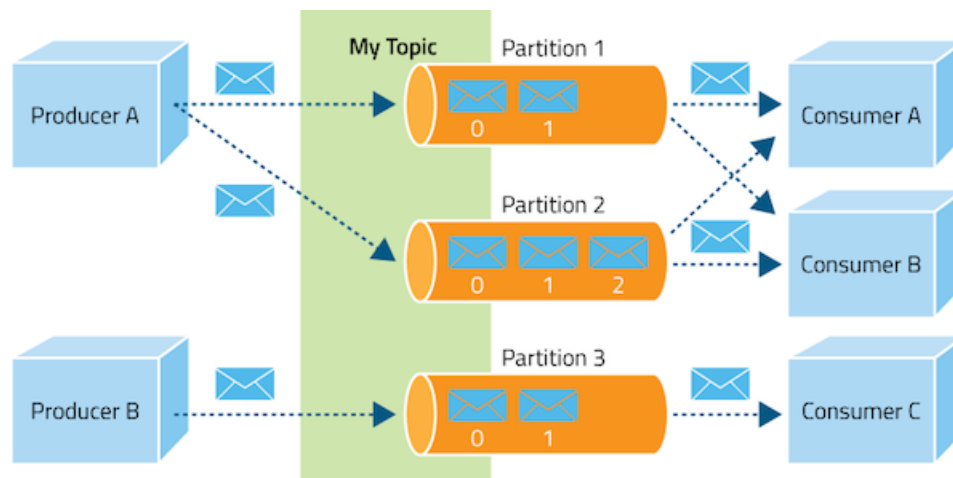 My Topic
Partition 1
Producer A
0 1
Consumer A
Partition 2
0 1 2
Consumer B
Partition 3
Producer B
0 1
Consumer C